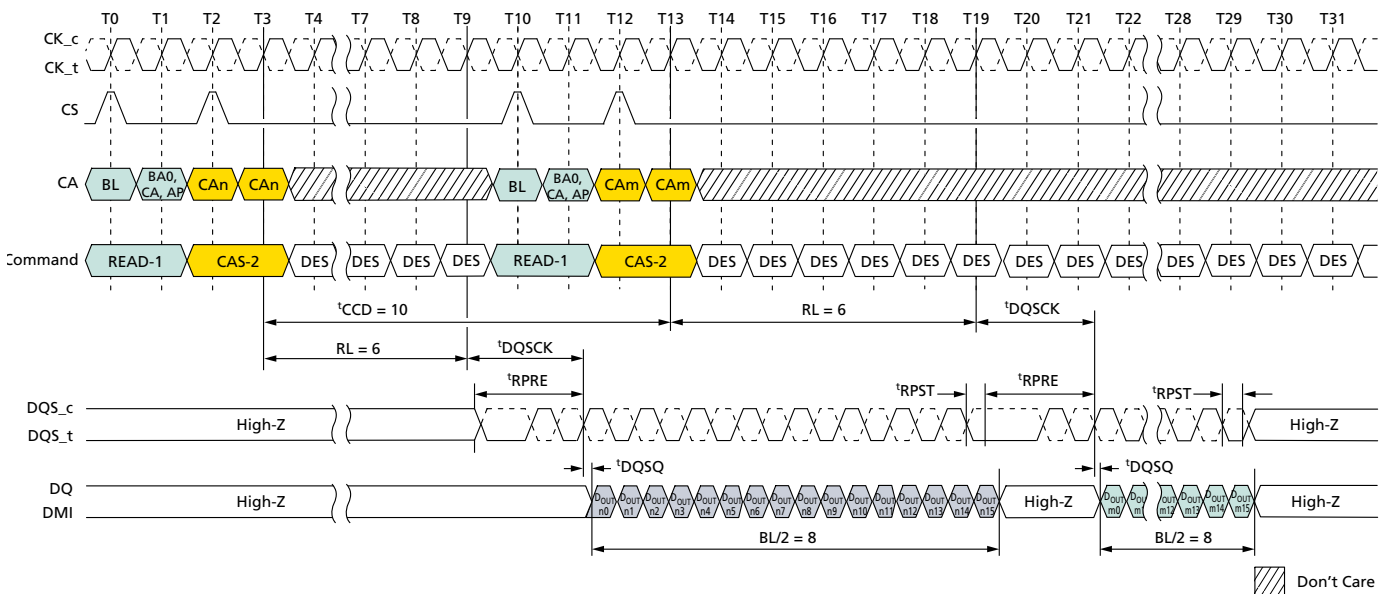 T0 T1 T2 T3 T4 T7 T8 T9 T10 T11 T12 T13 T14 T15 T16 T17 T18 T19 T20 T21 T22 T28 T29 T30 T31
CK_c
CK_t
CS
CA BL BA0, CA, AP CAn CAn BL BA0, CA, AP CAm CAm
Command READ-1 CAS-2 DES DES DES DES READ-1 CAS-2 DES DES DES DES DES DES DES DES DES DES DES DES DES
tCCD = 10 RL = 6 tDQSCK
RL = 6 tDQSCK
tRPRE tRPST tRPRE tRPST
DQS_c
DQS_t
High-Z High-Z
tDQSQ tDQSQ
DQ
DMI
High-Z DOUT n0 DOUT n1 DOUT n2 DOUT n3 DOUT n4 DOUT n5 DOUT n6 DOUT n7 DOUT n8 DOUT n9 DOUT n10 DOUT n11 DOUT n12 DOUT n13 DOUT n14 DOUT n15 High-Z DOUT m0 DOUT m1 DOUT m12 DOUT m13 DOUT m14 DOUT m15 High-Z
BL/2 = 8 BL/2 = 8
Don't Care